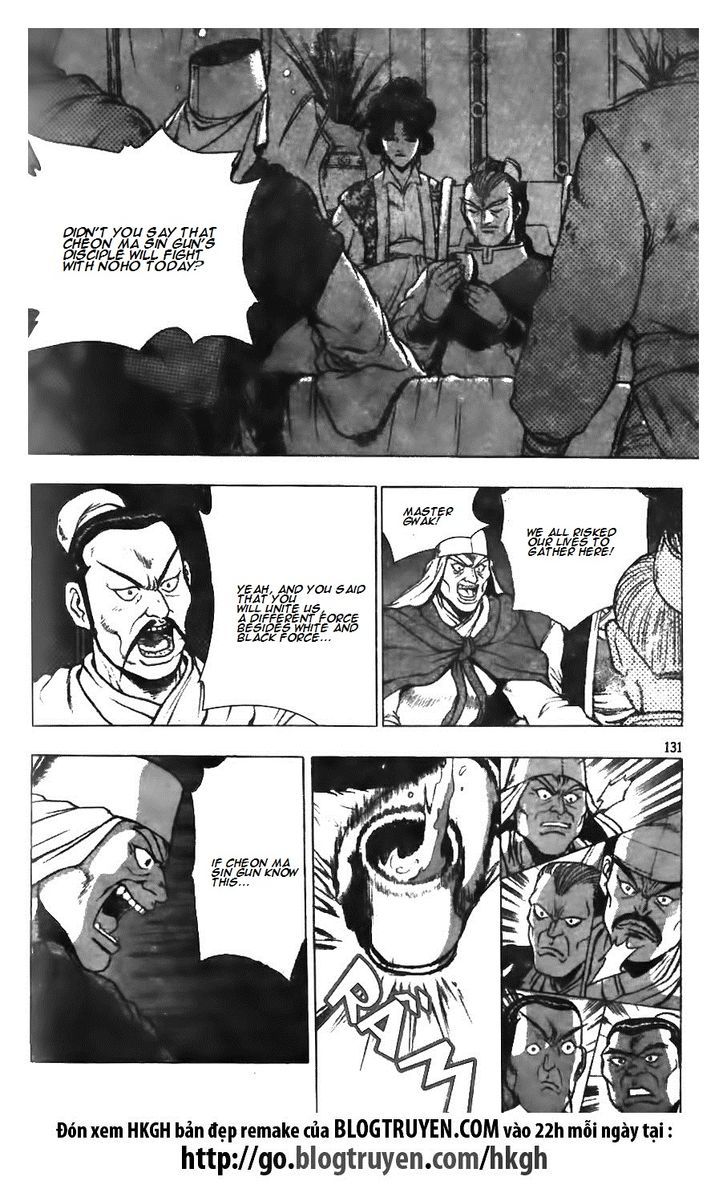 DIDN'T YOU SAY THAT
CHEON MA SIN GUN'S
DISCIPLE WILL FIGHT
WITH NOHO TODAY?
YEAH, AND YOU SAID
THAT YOU
WILL UNITE US,
A DIFFERENT FORCE
BESIDES WHITE AND
BLACK FORCE...
MASTER
GWAK!
WE ALL RISKED
OUR LIVES TO
GATHER HERE!
131
IF CHEON MA
SIN GUN KNOW
THIS...
RẦM
Đón xem HKGH bản đẹp remake của BLOGTRUYEN.COM vào 22h mỗi ngày tại :
http://go.blogtruyen.com/hkgh